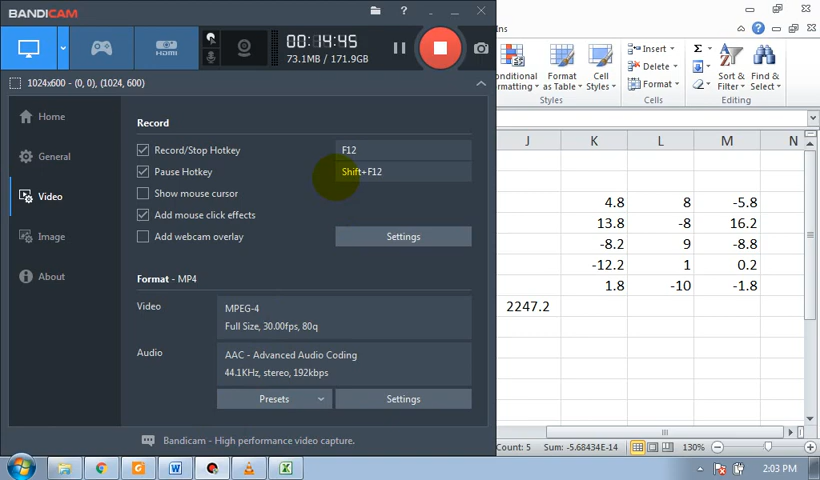 BANDICAM
HDMI
00:14:45
73.1MB / 171.9GB
1024x600 - (0, 0), (1024, 600)
Home
General
Video
Image
About
Record
Record/Stop Hotkey
F12
Pause Hotkey
Shift+F12
Show mouse cursor
Add mouse click effects
Add webcam overlay
Settings
Format - MP4
Video
MPEG-4
Full Size, 30.00fps, 80q
Audio
AAC - Advanced Audio Coding
44.1KHz, stereo, 192kbps
Presets
Settings
Bandicam - High performance video capture.
ns
Insert
Delete
Format
Conditional
Formatting
Format
as Table
Cell
Styles
Sort &
Filter
Find &
Select
Styles
Cells
Editing
J K L M N
4.8 8 -5.8
13.8 -8 16.2
-8.2 9 -8.8
-12.2 1 0.2
1.8 -10 -1.8
2247.2
Count: 5 Sum: -5.68434E-14 130%
2:03 PM